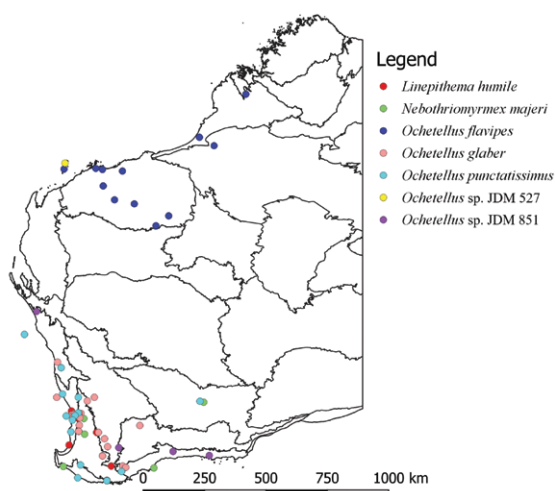 Legend
Linepithema humile
Nebothriomyrmex majeri
Ochetellus flavipes
Ochetellus glaber
Ochetellus punctatissimus
Ochetellus sp. JDM 527
Ochetellus sp. JDM 851
0 250 500 750 1000 km